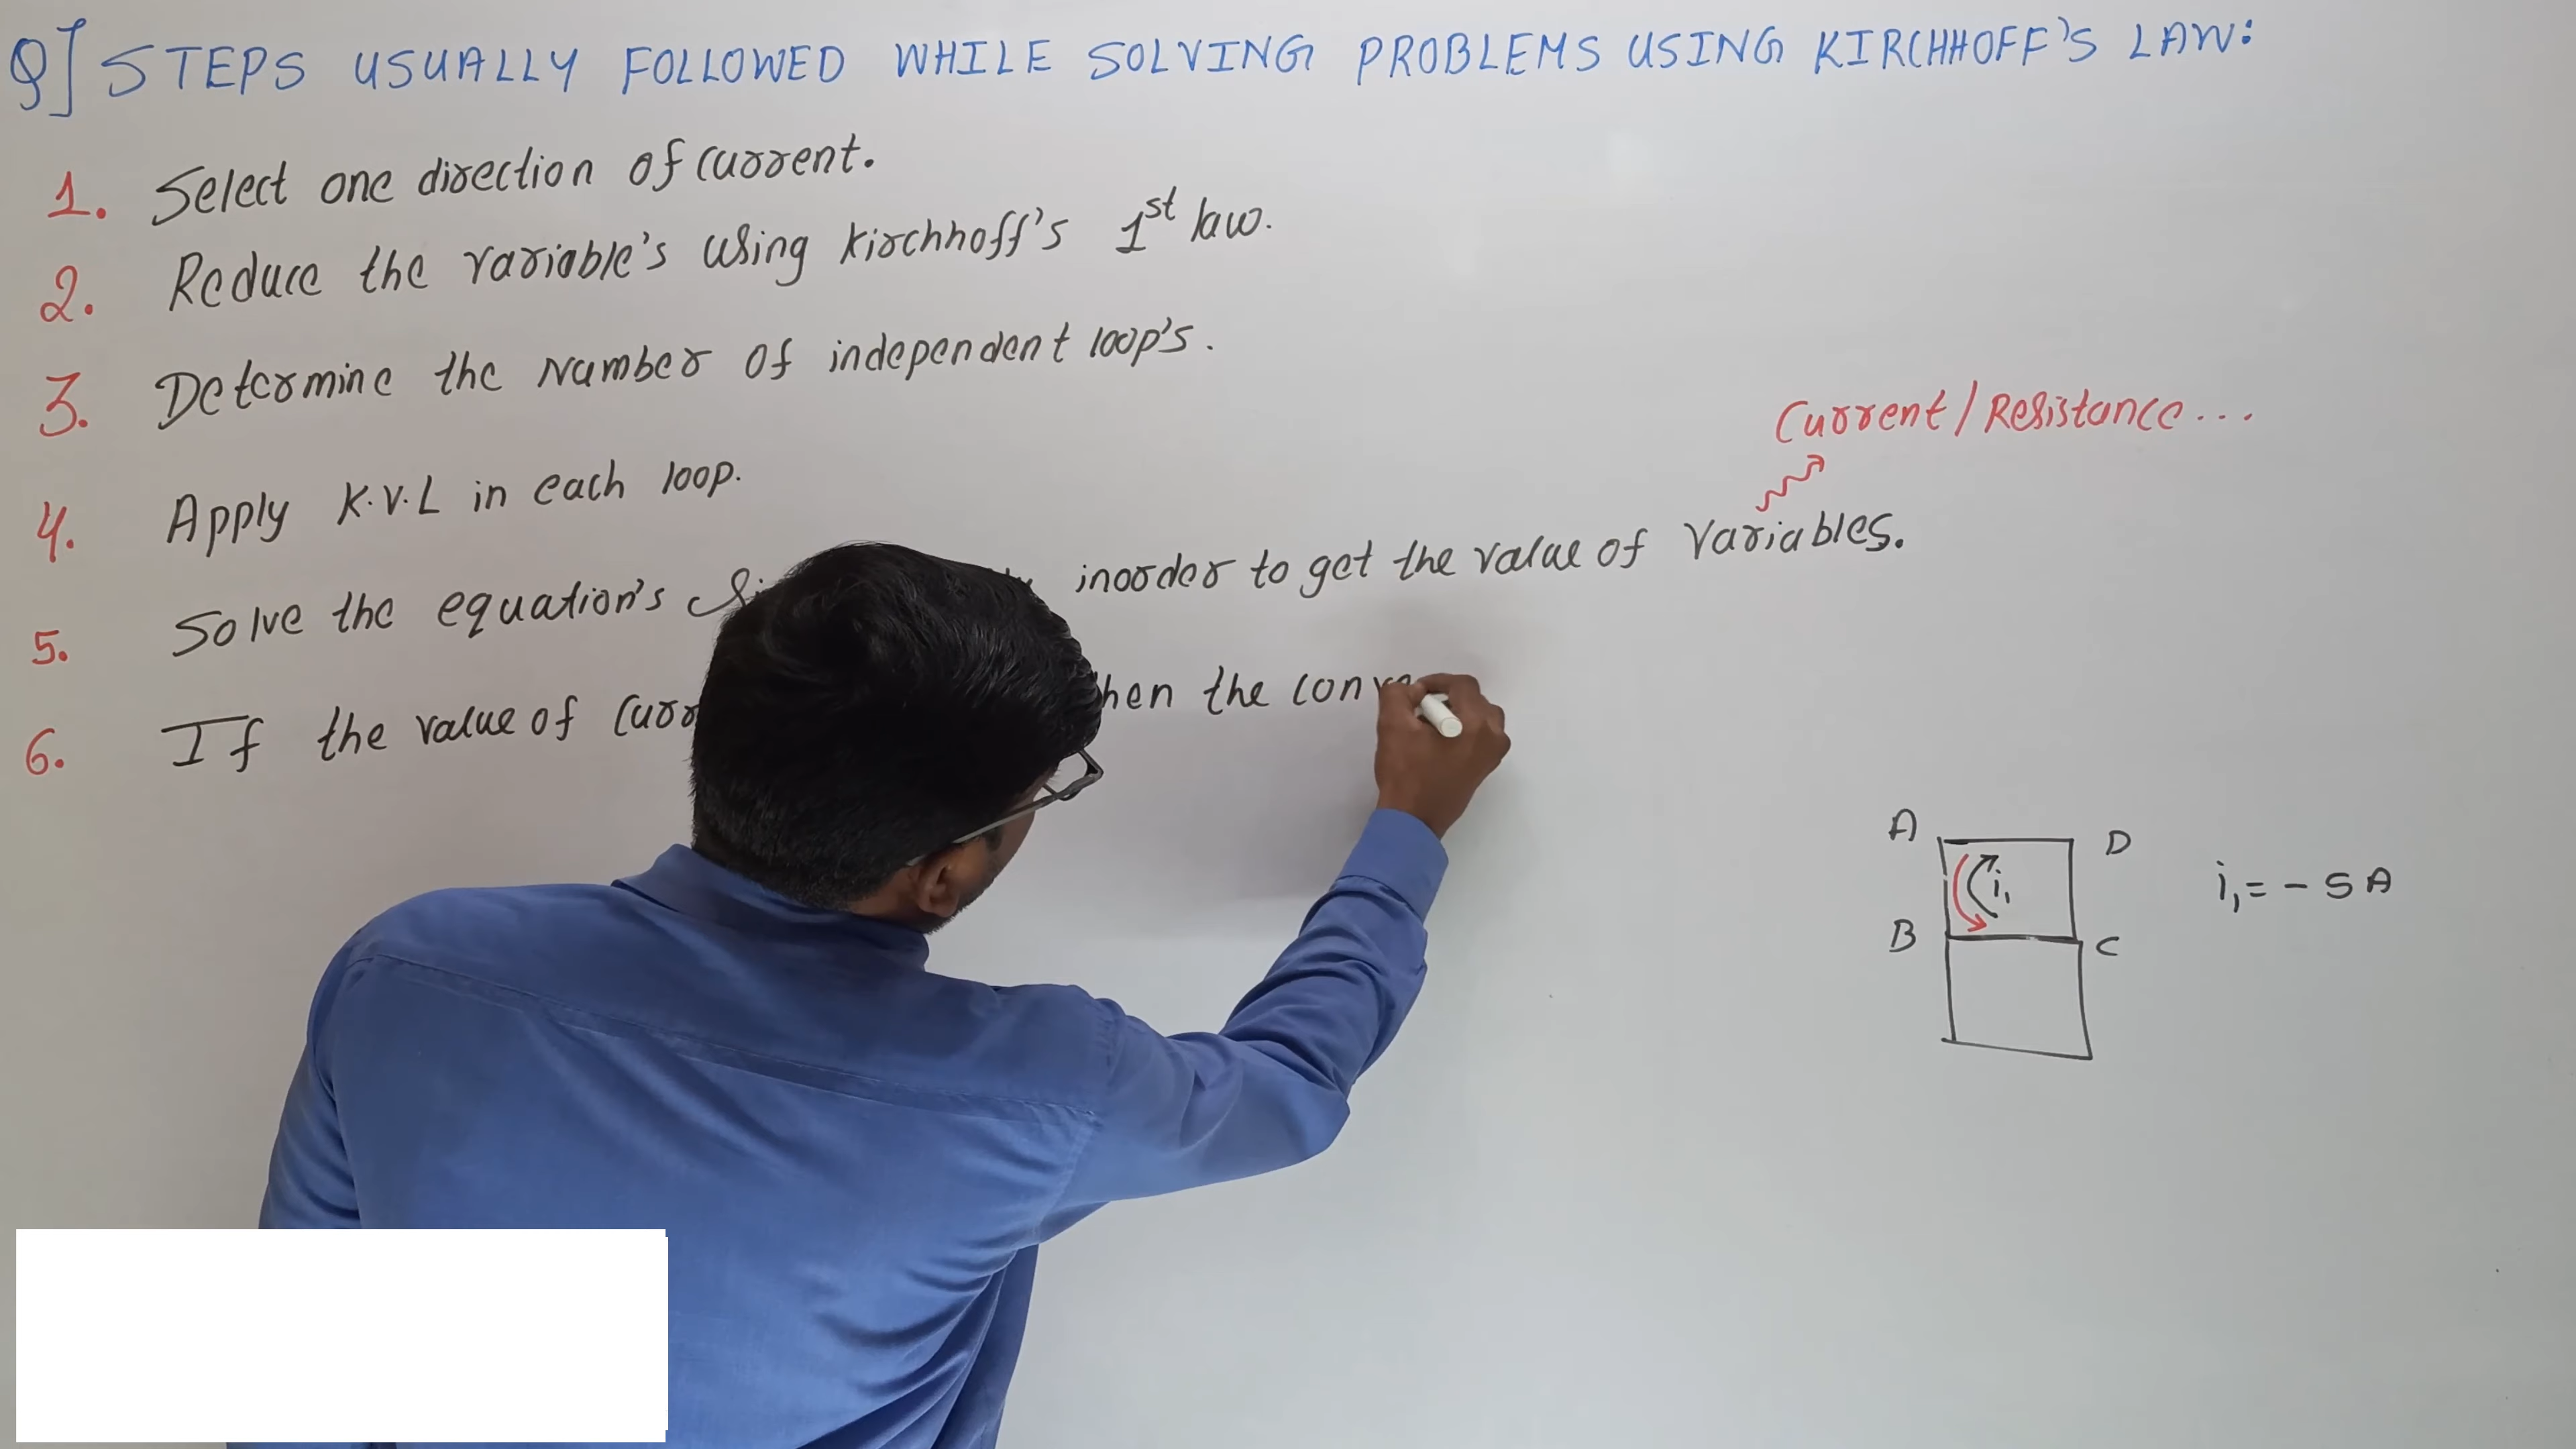 Q] STEPS USUALLY FOLLOWED WHILE SOLVING PROBLEMS USING KIRCHHOFF'S LAW:
1. Select one direction of current.
2. Reduce the variable's using Kirchhoff's 1st law.
3. Determine the Number of independent loop's.
4. Apply K.V.L in each loop.
Current/Resistance...
5. Solve the equation's inorder to get the value of Variables.
6. If the value of the
A
D
i₁
i₁ = - 5 A
B
C